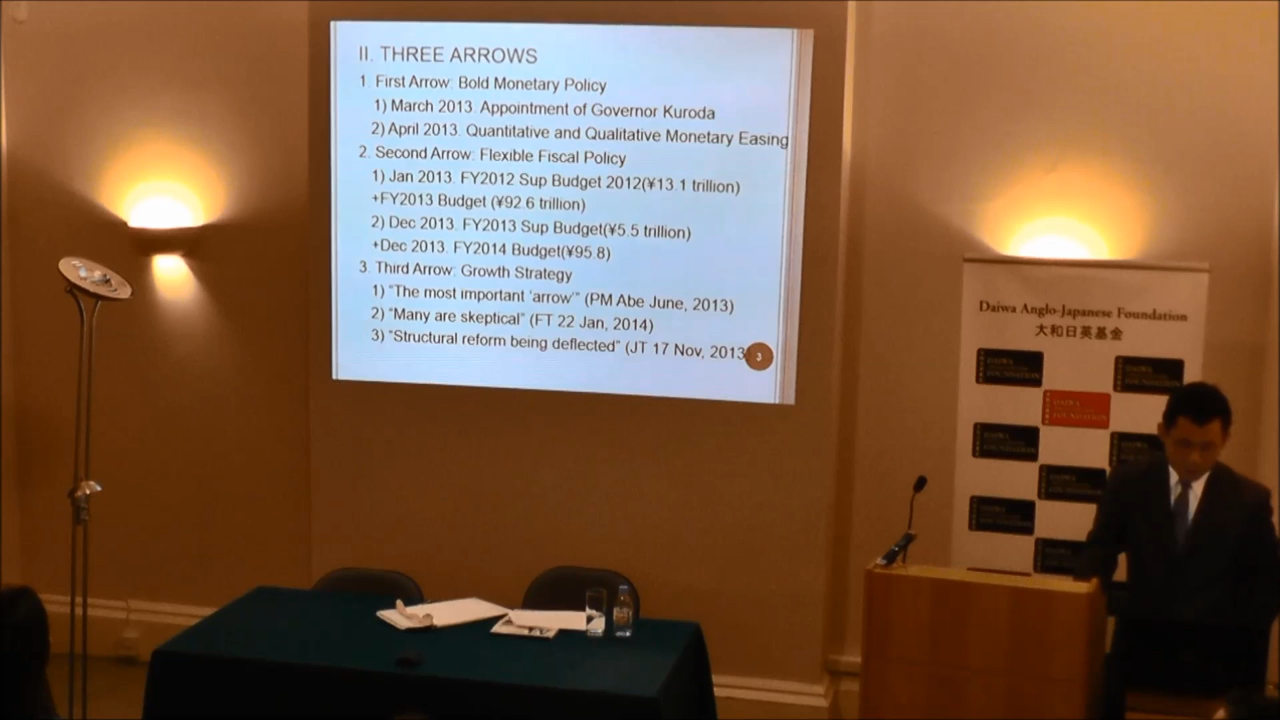 II. THREE ARROWS
1. First Arrow: Bold Monetary Policy
1) March 2013. Appointment of Governor Kuroda
2) April 2013. Quantitative and Qualitative Monetary Easing
2. Second Arrow: Flexible Fiscal Policy
1) Jan 2013. FY2012 Sup Budget 2012(¥13.1 trillion)
+FY2013 Budget (¥92.6 trillion)
2) Dec 2013. FY2013 Sup Budget(¥5.5 trillion)
+Dec 2013. FY2014 Budget(¥95.8)
3. Third Arrow: Growth Strategy
1) "The most important 'arrow'" (PM Abe June, 2013)
2) "Many are skeptical" (FT 22 Jan, 2014)
3) "Structural reform being deflected" (JT 17 Nov, 2013
3
Daiwa Anglo-Japanese Foundation
大和日英基金
DAIWA
FOUNDATION